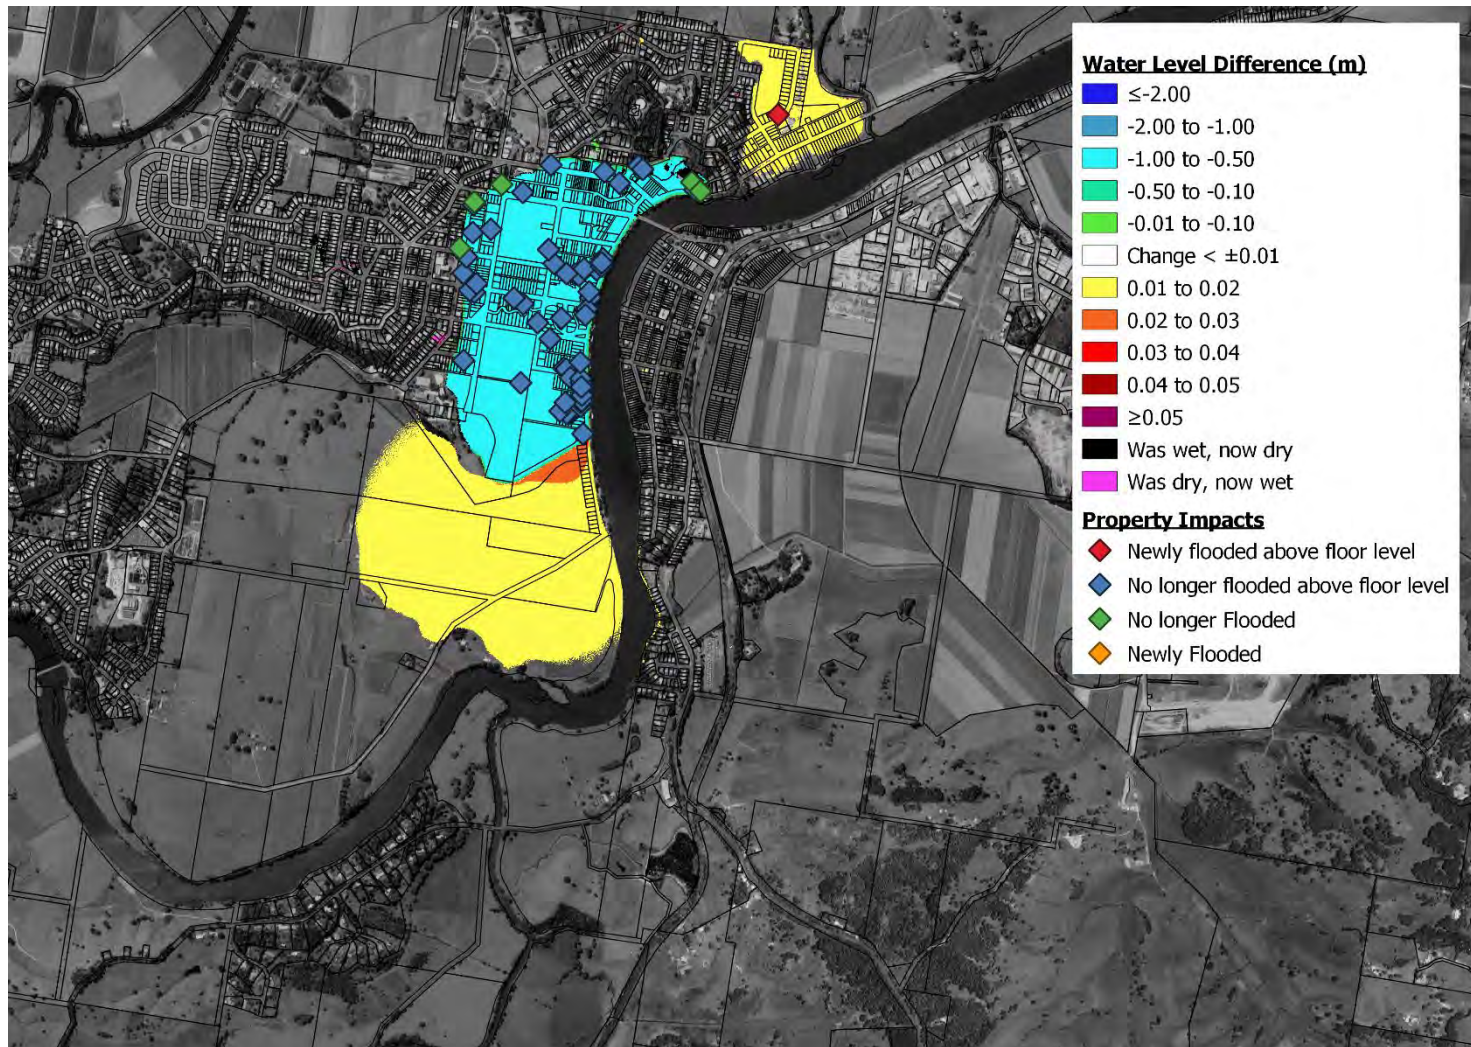 Water Level Difference (m)
≤-2.00
-2.00 to -1.00
-1.00 to -0.50
-0.50 to -0.10
-0.01 to -0.10
Change < ±0.01
0.01 to 0.02
0.02 to 0.03
0.03 to 0.04
0.04 to 0.05
≥0.05
Was wet, now dry
Was dry, now wet
Property Impacts
Newly flooded above floor level
No longer flooded above floor level
No longer Flooded
Newly Flooded